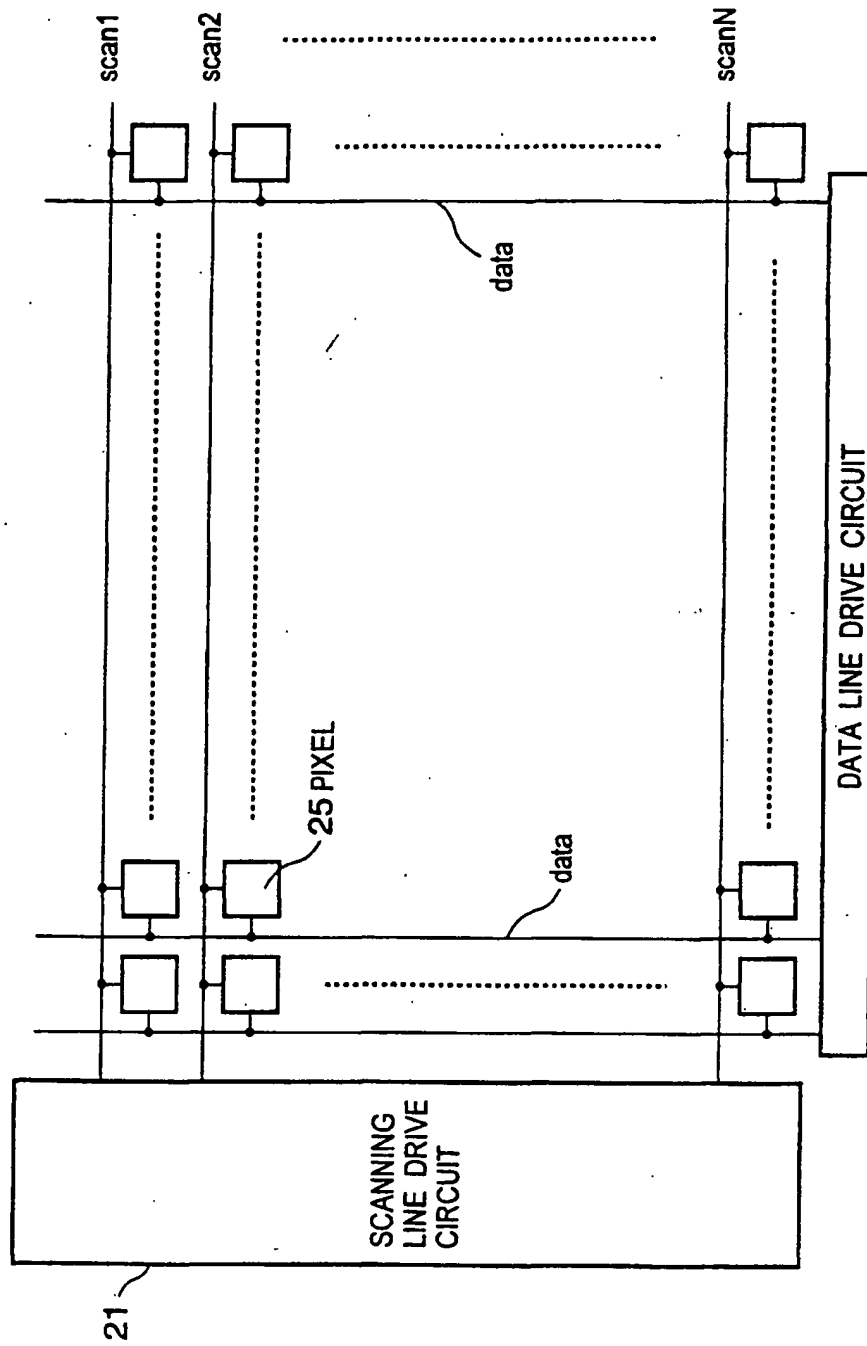 scan1
scan2
scanN
data
25 PIXEL
data
SCANNING
LINE DRIVE
CIRCUIT
21
DATA LINE DRIVE CIRCUIT